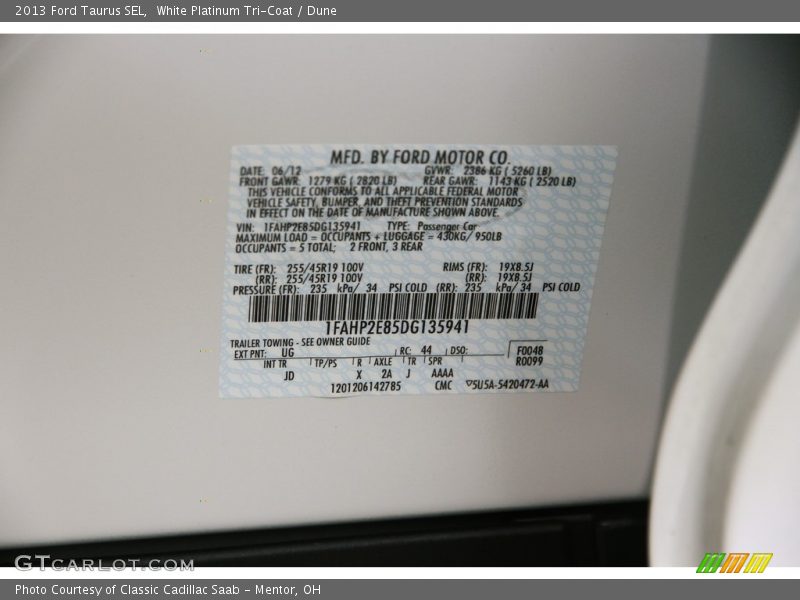 2013 Ford Taurus SEL,  White Platinum Tri-Coat / Dune
MFD. BY FORD MOTOR CO.
DATE: 06/12 GVWR: 2386 KG ( 5260 LB)
FRONT GAWR: 1279 KG ( 2820 LB) REAR GAWR: 1143 KG ( 2520 LB)
THIS VEHICLE CONFORMS TO ALL APPLICABLE FEDERAL MOTOR
VEHICLE SAFETY, BUMPER, AND THEFT PREVENTION STANDARDS
IN EFFECT ON THE DATE OF MANUFACTURE SHOWN ABOVE.
VIN: 1FAHP2E85DG135941 TYPE: Passenger Car
MAXIMUM LOAD = OCCUPANTS + LUGGAGE = 430KG/ 950LB
OCCUPANTS = 5 TOTAL; 2 FRONT, 3 REAR
TIRE (FR): 255/45R19 100V RIMS (FR): 19X8.5J
(RR): 255/45R19 100V (RR): 19X8.5J
PRESSURE (FR): 235 kPa/ 34 PSI COLD (RR): 235 kPa/ 34 PSI COLD
1FAHP2E85DG135941
TRAILER TOWING - SEE OWNER GUIDE
EXT PNT: UG RC: 44 DSO: F0048
INT TR TP/PS R AXLE TR SPR R0099
JD X 2A J AAAA
1201206142785 CMC 5U5A-5420472-AA
GTCARLOT.COM
Photo Courtesy of Classic Cadillac Saab - Mentor, OH